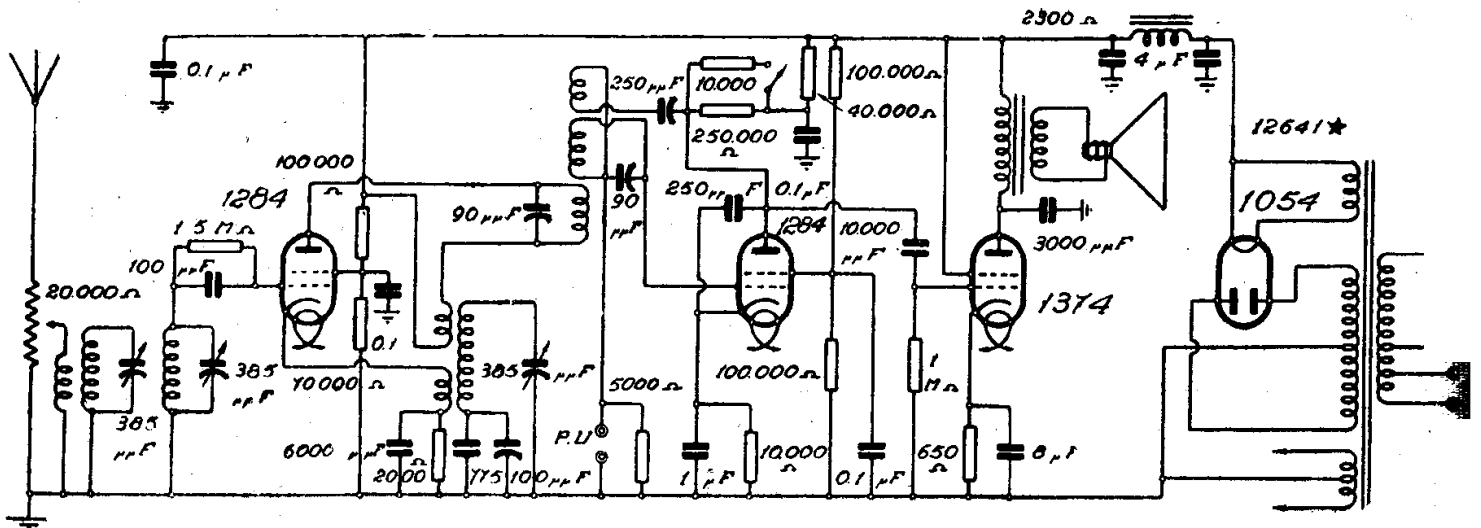 2300 Ω
0.1 µF
4 µF
250 µµF
10.000
100.000 Ω
40.000 Ω
250.000
Ω
12641★
100.000
Ω
1284
90 µµF
90
µµF
250 µµ F
0.1 µF
1284
10.000
µµF
3000 µµF
1054
1 5 MΩ
100 µµF
20.000 Ω
1374
0.1
385
µµF
385
µµF
70.000
Ω
385 µµF
5000 Ω
100.000 Ω
1
MΩ
P.U
6000 µµF
2000
Ω
775
100 µµF
1 µF
10.000
Ω
0.1 µF
650
Ω
8 µF